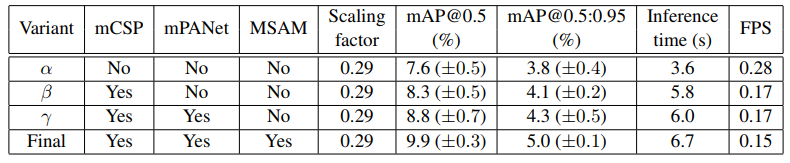 Variant mCSP mPANet MSAM Scaling factor mAP@0.5 (%) mAP@0.5:0.95 (%) Inference time (s) FPS
α No No No 0.29 7.6 (±0.5) 3.8 (±0.4) 3.6 0.28
β Yes No No 0.29 8.3 (±0.5) 4.1 (±0.2) 5.8 0.17
γ Yes Yes No 0.29 8.8 (±0.7) 4.3 (±0.5) 6.0 0.17
Final Yes Yes Yes 0.29 9.9 (±0.3) 5.0 (±0.1) 6.7 0.15